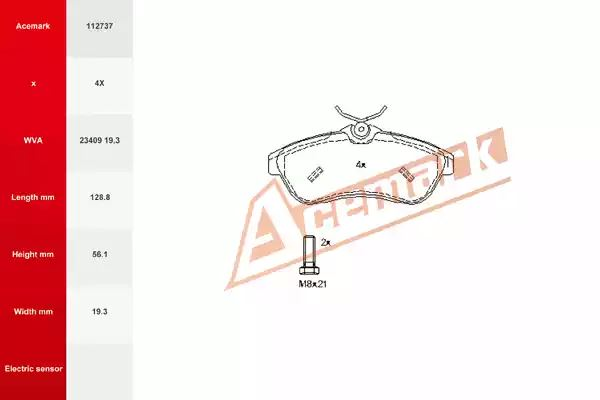 Acemark 112737
x 4X
WVA 23409 19,3
Length mm 128.8
Height mm 56.1
Width mm 19.3
Electric sensor
4x
Acemark
2x
M8x21